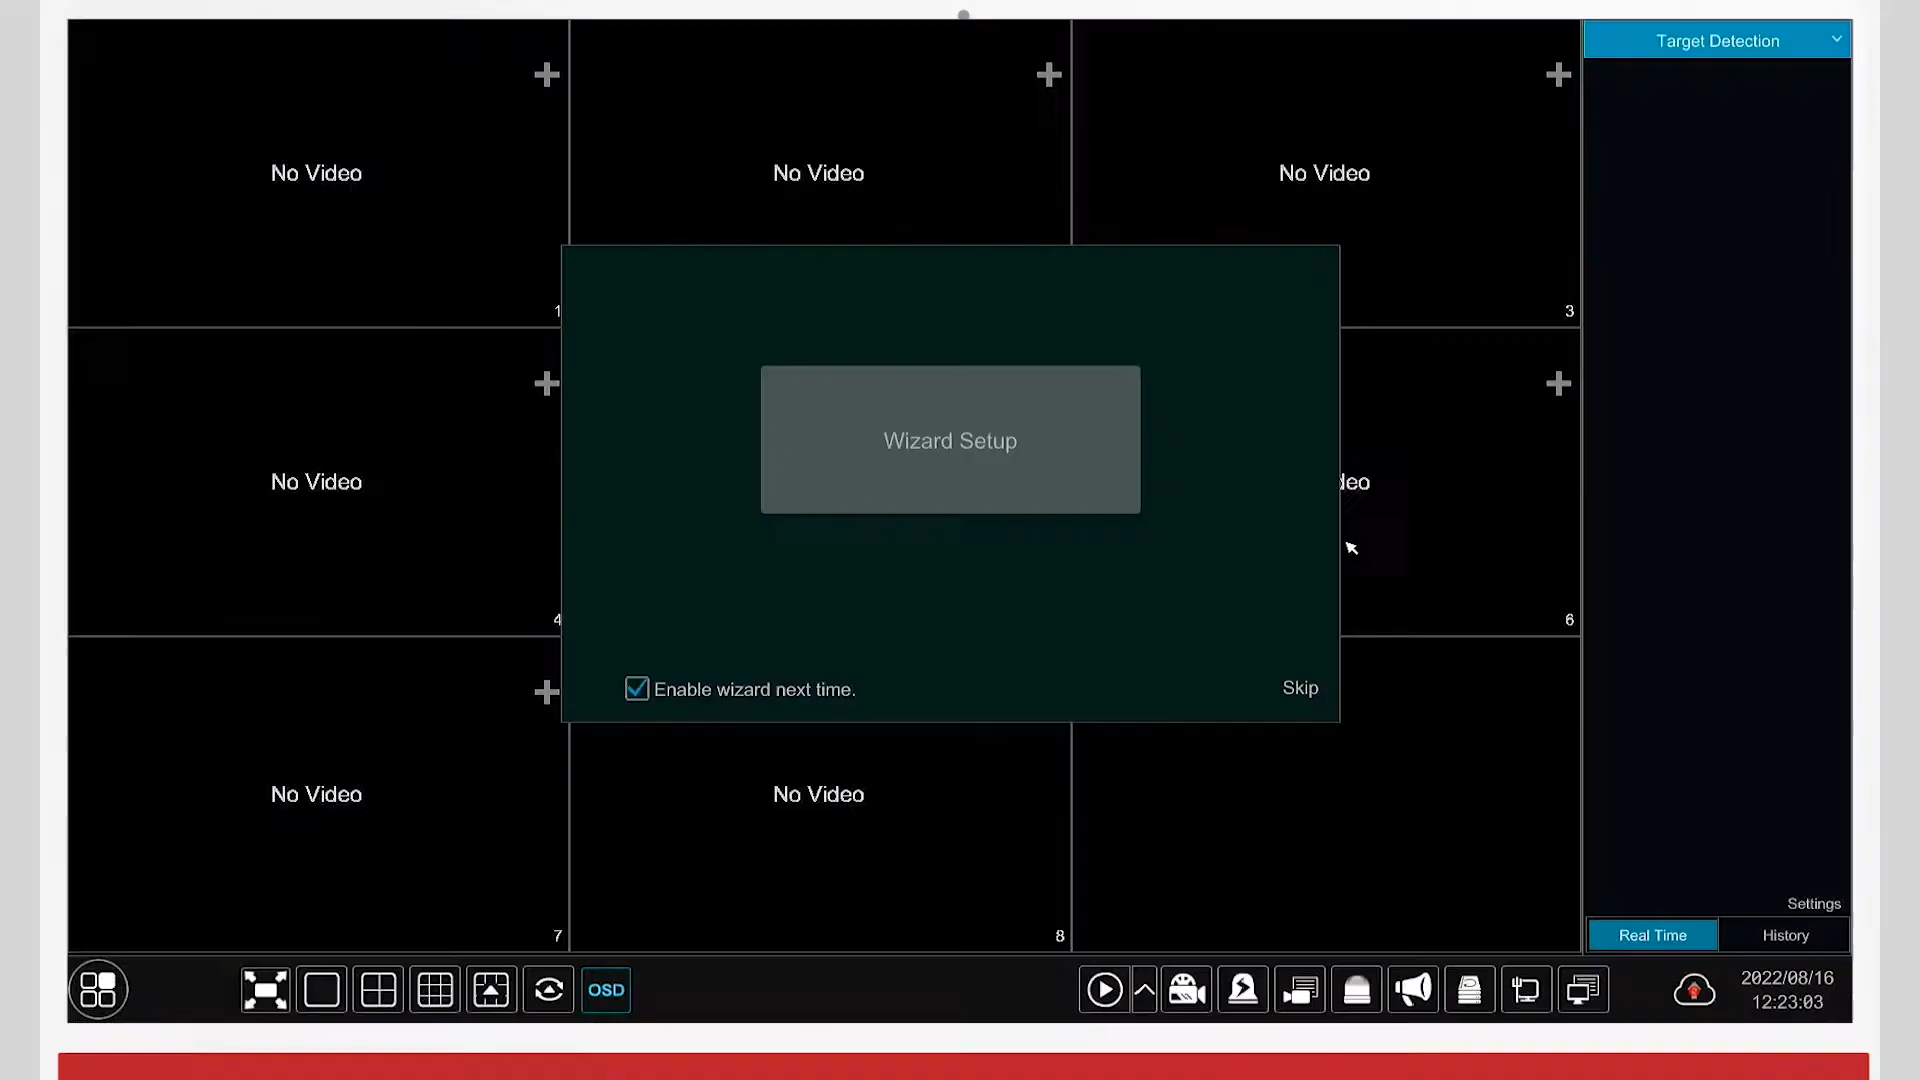 Target Detection
No Video
No Video
No Video
1
3
Wizard Setup
No Video
deo
4
6
Enable wizard next time.
Skip
No Video
No Video
7
8
Settings
Real Time
History
OSD
2022/08/16
12:23:03